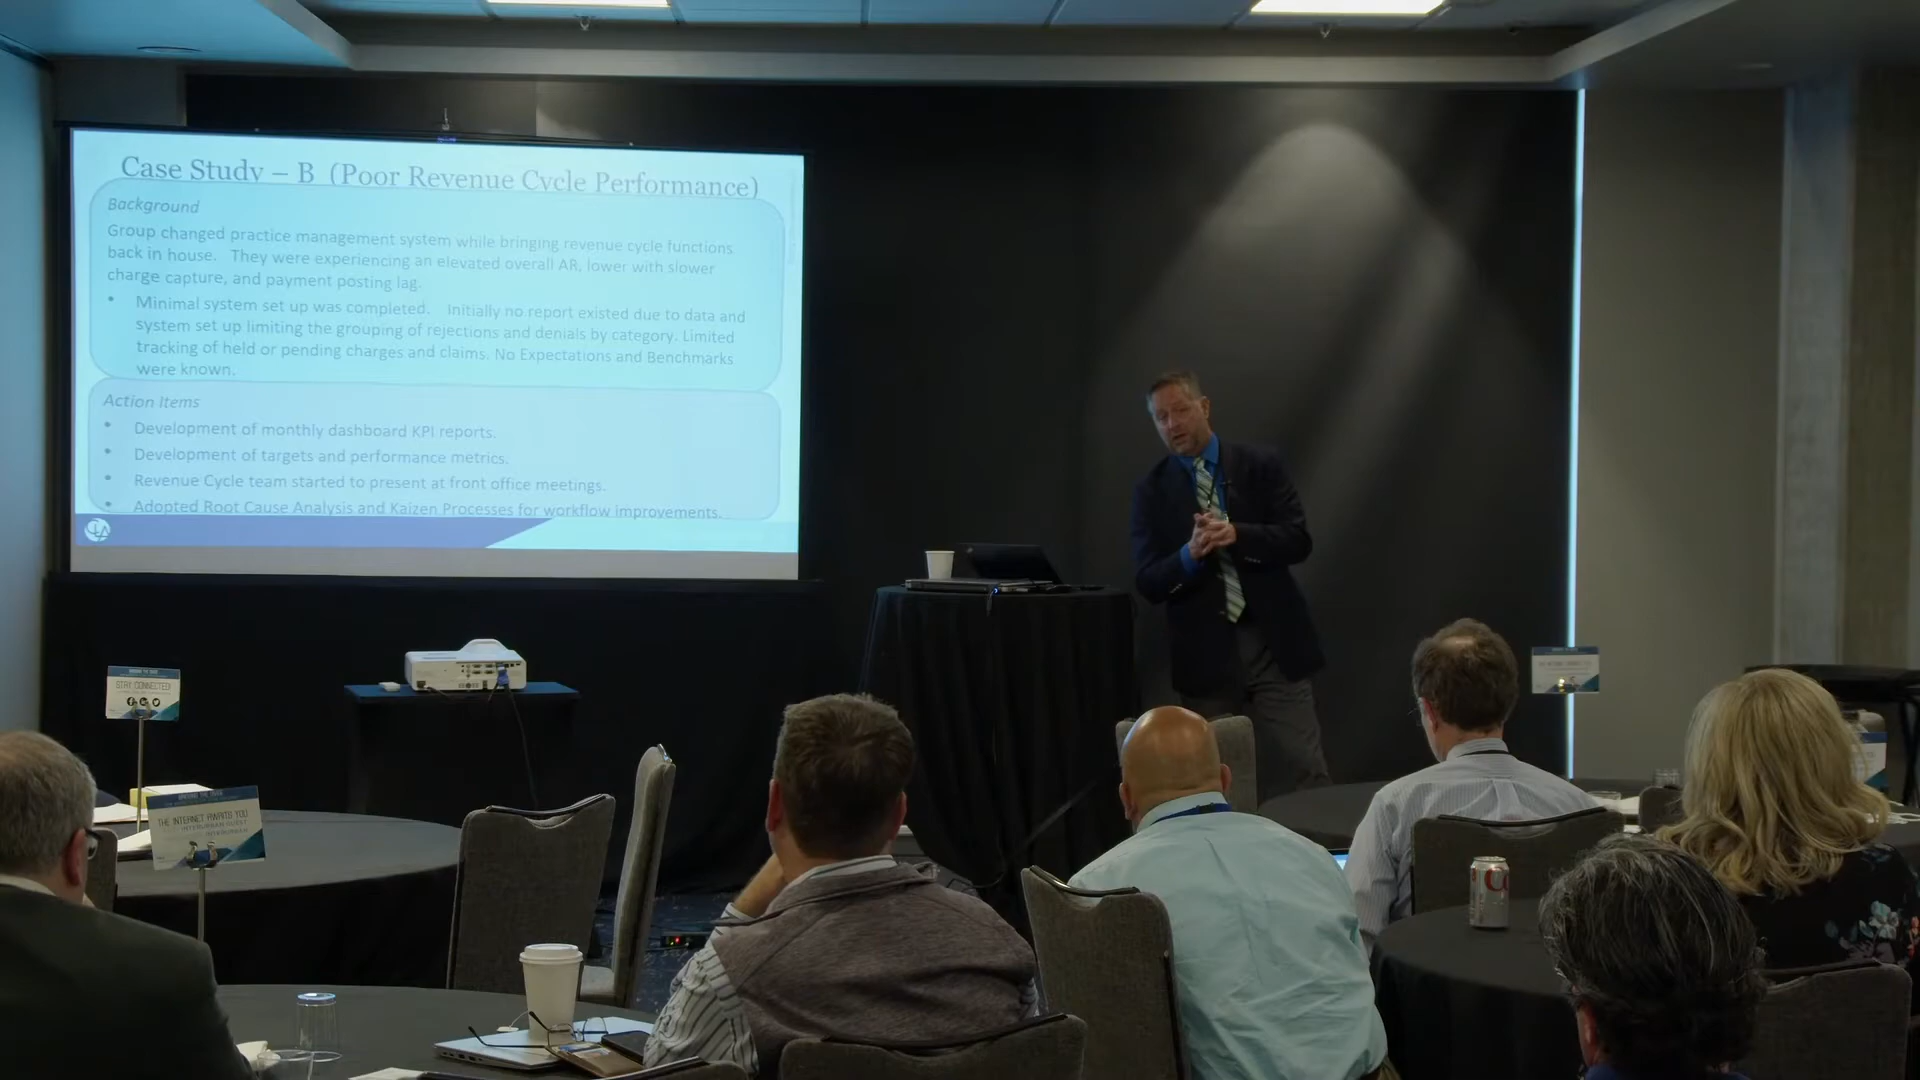 Case Study – B (Poor Revenue Cycle Performance)
Background
Group changed practice management system while bringing revenue cycle functions
back in house. They were experiencing an elevated overall AR, lower with slower
charge capture, and payment posting lag.
• Minimal system set up was completed. Initially no report existed due to data and
system set up limiting the grouping of rejections and denials by category. Limited
tracking of held or pending charges and claims. No Expectations and Benchmarks
were known.
Action Items
• Development of monthly dashboard KPI reports.
• Development of targets and performance metrics.
• Revenue Cycle team started to present at front office meetings.
• Adopted Root Cause Analysis and Kaizen Processes for workflow improvements.
CLA
STAY CONNECTED!
THE INTERNET AWAITS YOU